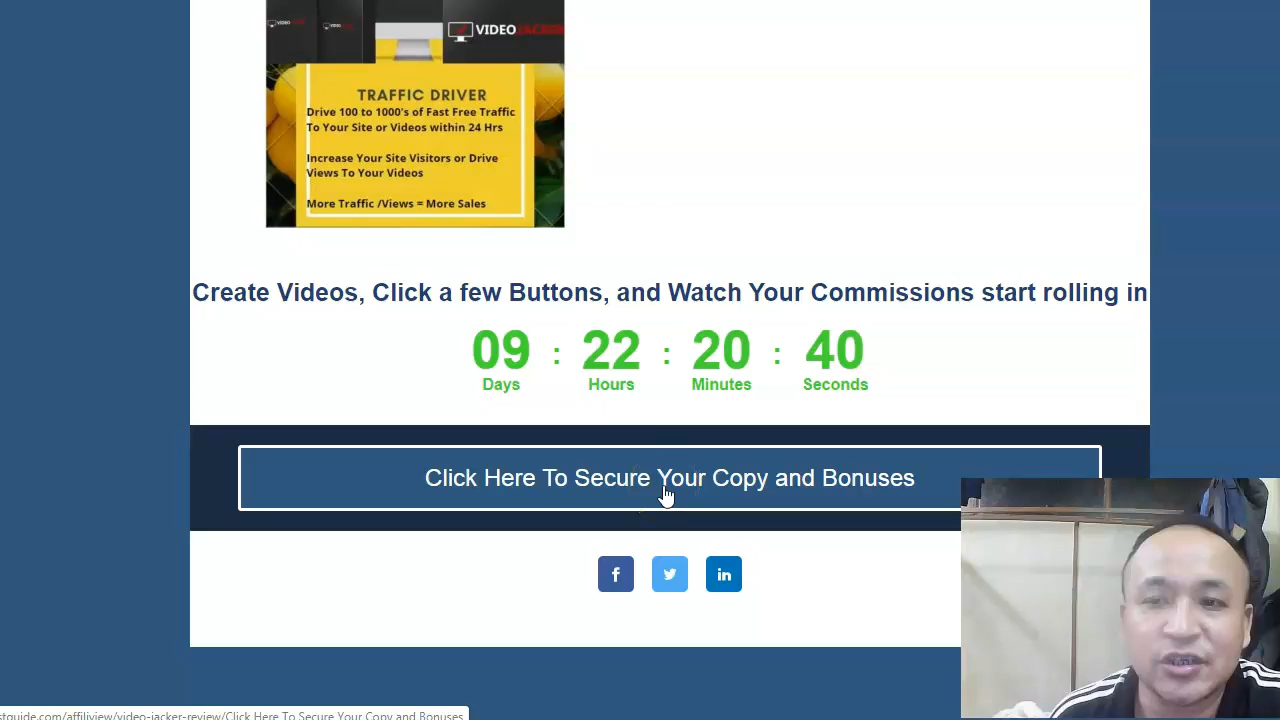 VIDEOJACKER
TRAFFIC DRIVER
Drive 100 to 1000's of Fast Free Traffic
To Your Site or Videos within 24 Hrs
Increase Your Site Visitors or Drive
Views To Your Videos
More Traffic /Views = More Sales
Create Videos, Click a few Buttons, and Watch Your Commissions start rolling in
09 : 22 : 20 : 40
Days Hours Minutes Seconds
Click Here To Secure Your Copy and Bonuses
f in
stguide.com/affiliview/video-jacker-review/Click Here To Secure Your Copy and Bonuses